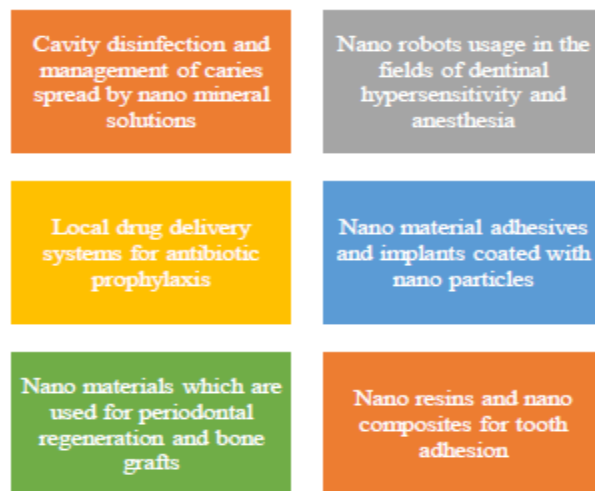 Cavity disinfection and
management of caries
spread by nano mineral
solutions
Nano robots usage in the
fields of dentinal
hypersensitivity and
anesthesia
Local drug delivery
systems for antibiotic
prophylaxis
Nano material adhesives
and implants coated with
nano particles
Nano materials which are
used for periodontal
regeneration and bone
grafts
Nano resins and nano
composites for tooth
adhesion